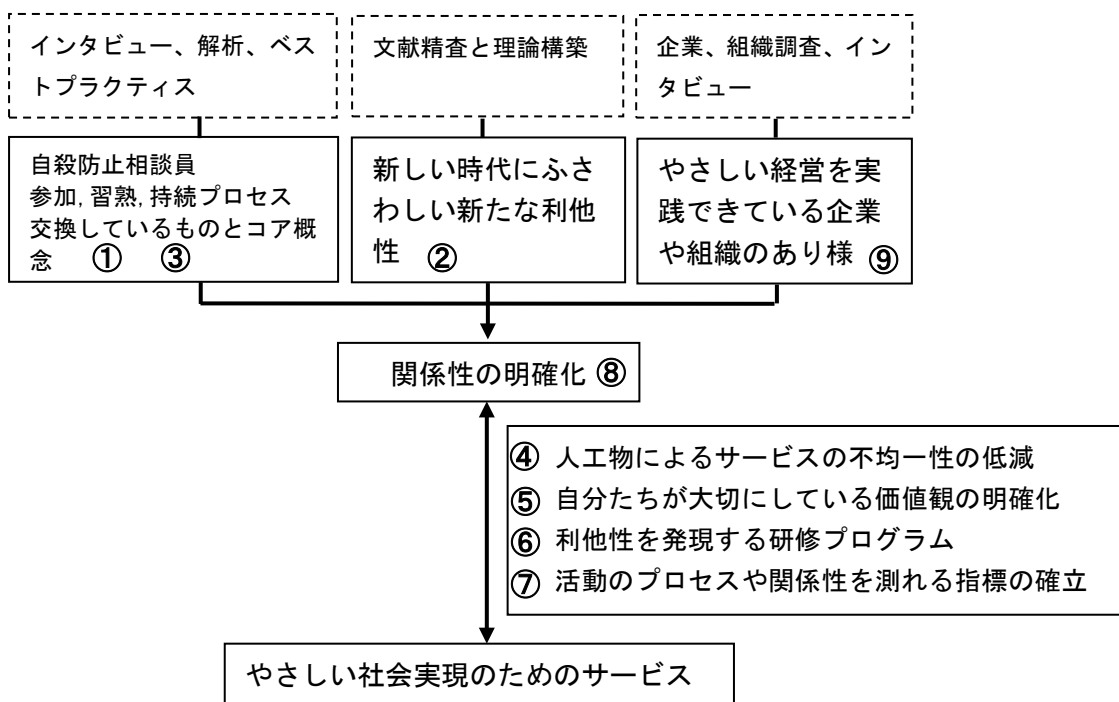 インタビュー、解析、ベス
トプラクティス
文献精査と理論構築
企業、組織調査、イン
タビュー
自殺防止相談員
参加, 習熟, 持続プロセス
交換しているものとコア概
念 ① ③
新しい時代にふさ
わしい新たな利他
性 ②
やさしい経営を実
践できている企業
や組織のあり様 ⑨
関係性の明確化 ⑧
④ 人工物によるサービスの不均一性の低減
⑤ 自分たちが大切にしている価値観の明確化
⑥ 利他性を発現する研修プログラム
⑦ 活動のプロセスや関係性を測れる指標の確立
やさしい社会実現のためのサービス